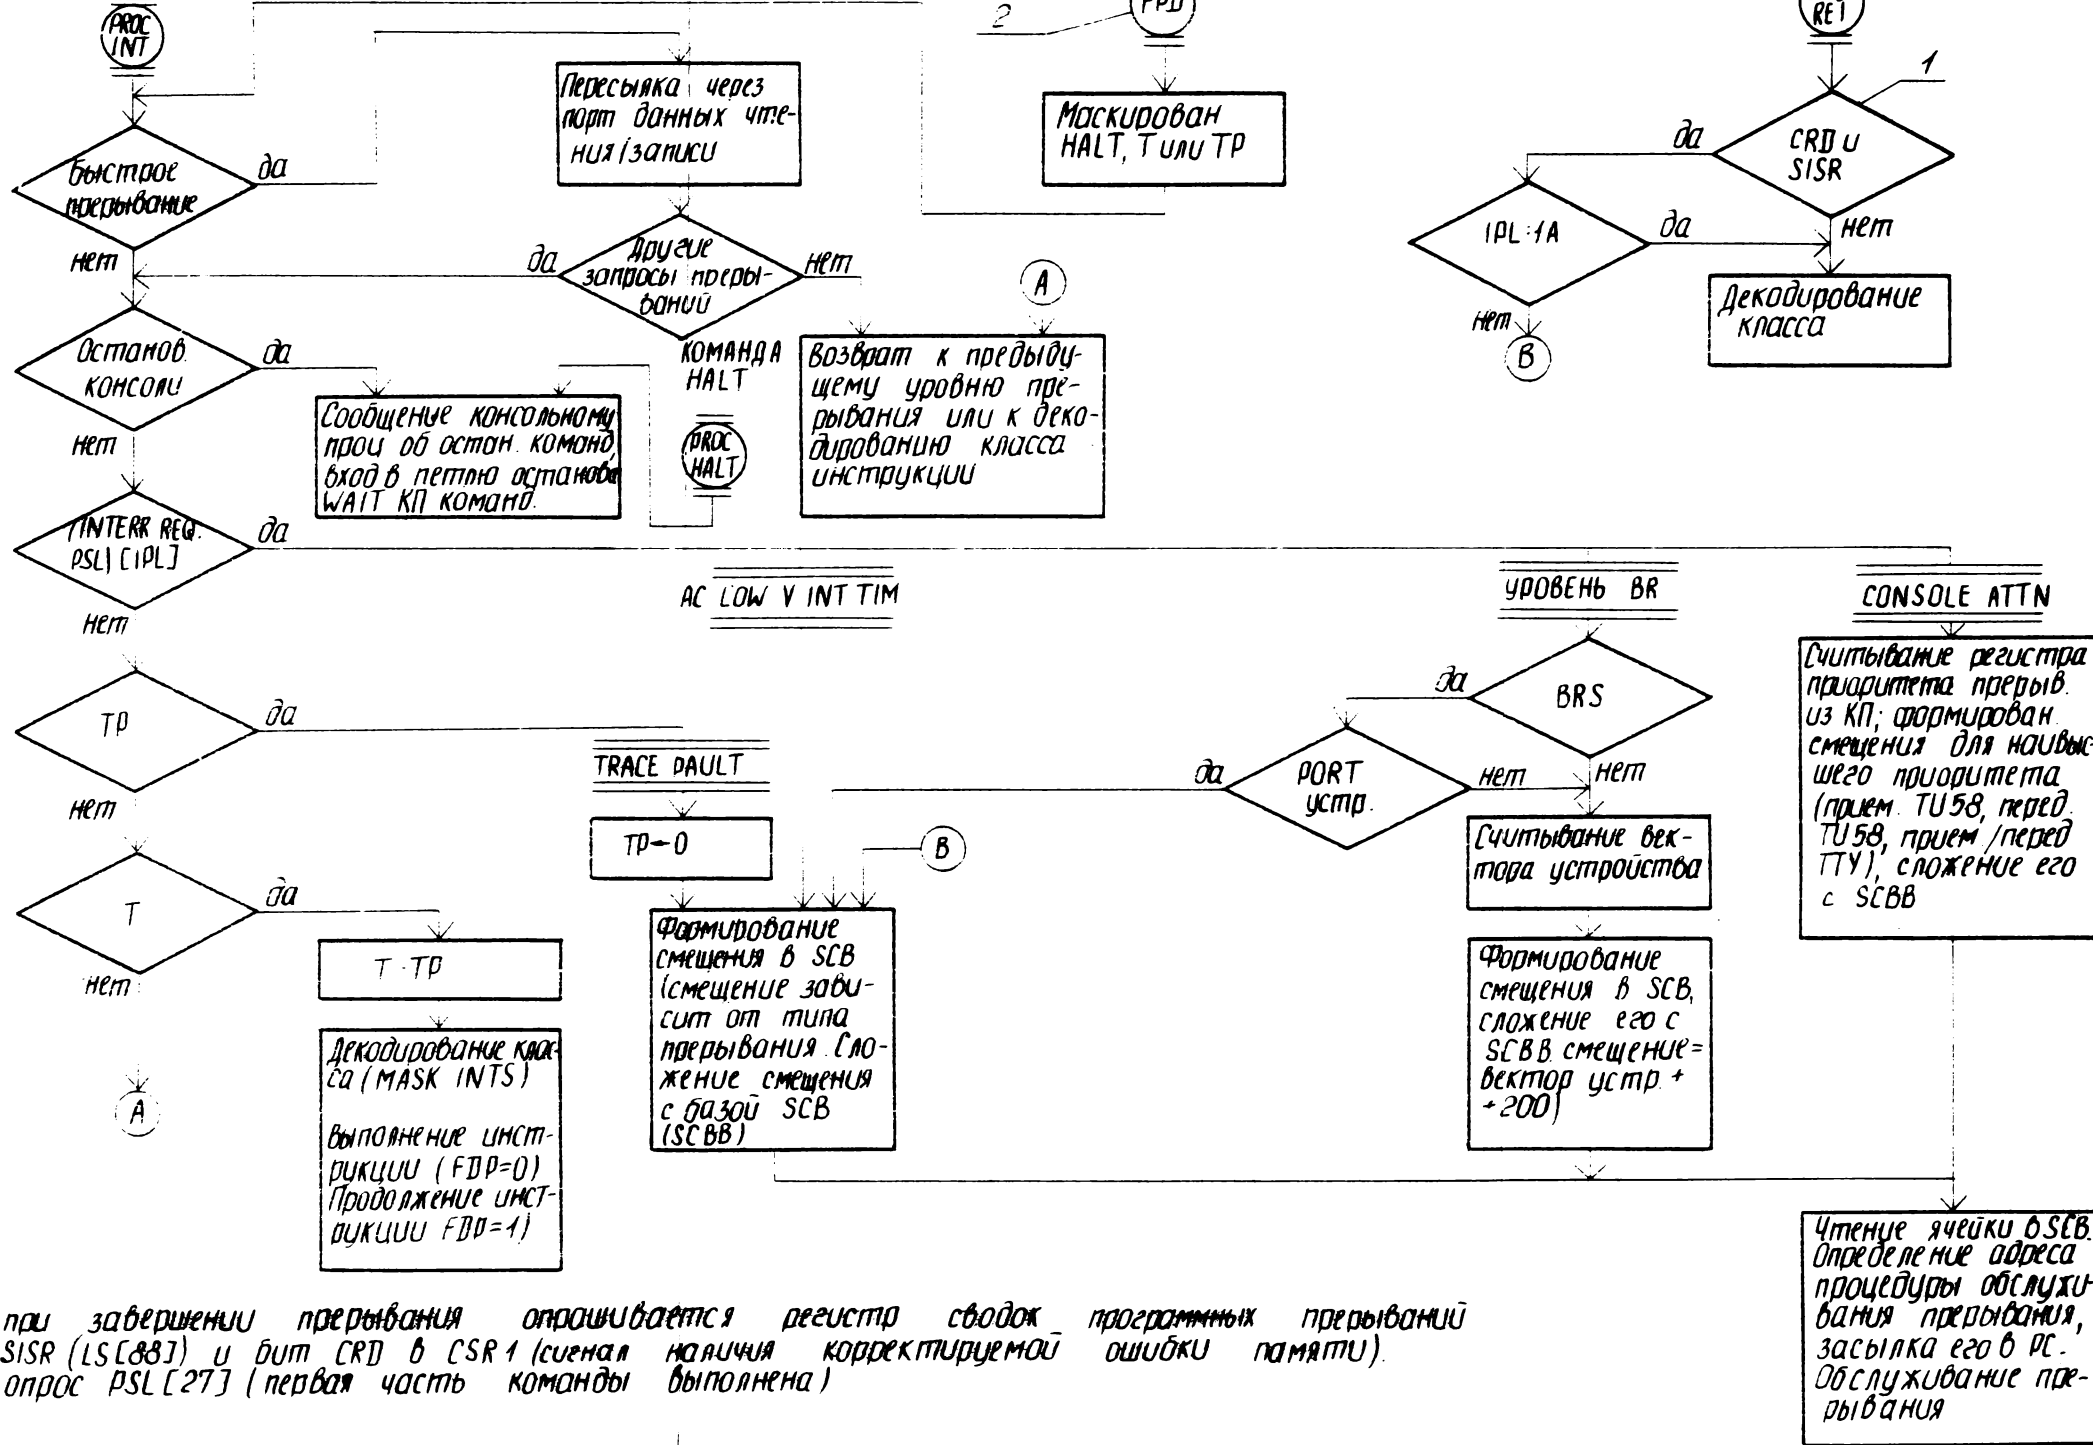 PROC
INT
2
FPD
RET
1
Пересылка через
порт данных чте-
ния/записи
Маскирован
HALT, T или TP
да
CRD и
SISR
быстрое
прерывание
да
нет
IPL:1A
да
нет
нет
B
Декодирование
класса
Другие
запросы преры-
ваний
да
нет
A
Останов.
консоли
да
нет
Сообщение консольному
проц об остан. команд,
вход в петлю останова
WAIT КП команд.
КОМАНДА
HALT
PROC
HALT
Возврат к предыду-
щему уровню пре-
рывания или к деко-
дированию класса
инструкции
/INTERR REQ.
PSL) [IPL]
да
нет
AC LOW V INT TIM
УРОВЕНЬ BR
CONSOLE ATTN
TP
да
нет
TRACE PAULT
TP←0
B
да
BRS
нет
да
PORT
устр.
нет
Считывание регистра
приоритета прерыв.
из КП; формирован.
смещения для наивыс-
шего приоритета
(прием. TU58, перед.
TU58, прием/перед
ТТУ), сложение его
с SCBB
Считывание век-
тора устройства
T
да
нет
T-TP
Декодирование клас-
са (MASK INTS)
Выполнение инст-
рукции (FDP=0)
Продолжение инст-
рукции FDP=1)
A
Формирование
смещения в SCB
(смещение зави-
сит от типа
прерывания. Сло-
жение смещения
с базой SCB
(SCBB)
Формирование
смещения в SCB,
сложение его с
SCBB. смещение=
вектор устр. +
+200)
Чтение ячейки в SCB.
Определение адреса
процедуры обслужи-
вания прерывания,
засылка его в PC.
Обслуживание пре-
рывания
при завершении прерывания опрашивается регистр сводок программных прерываний
SISR (LS[88]) и бит CRD в CSR1 (сигнал наличия корректируемой ошибки памяти).
опрос PSL[27] (первая часть команды выполнена)